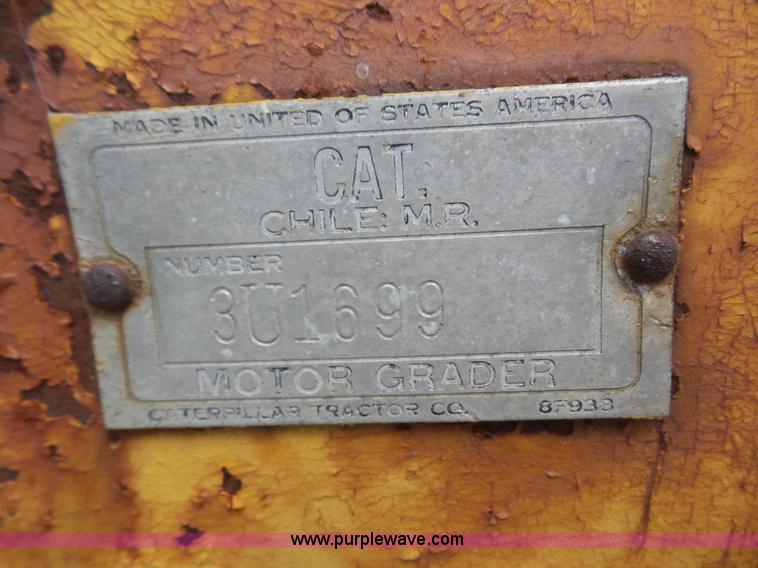 MADE IN UNITED OF STATES AMERICA
CAT.
CHILE: M.R.
NUMBER
3U1699
MOTOR GRADER
CATERPILLAR TRACTOR CO. 8F938
www.purplewave.com